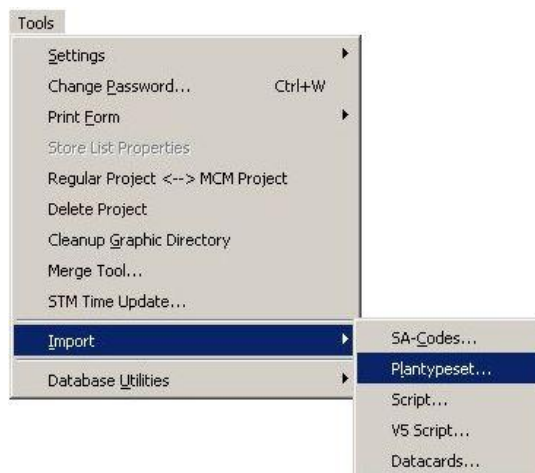 Tools
Settings
Change Password... Ctrl+W
Print Form
Store List Properties
Regular Project <--> MCM Project
Delete Project
Cleanup Graphic Directory
Merge Tool...
STM Time Update...
Import
Database Utilities
SA-Codes...
Plantypeset...
Script...
V5 Script...
Datacards...